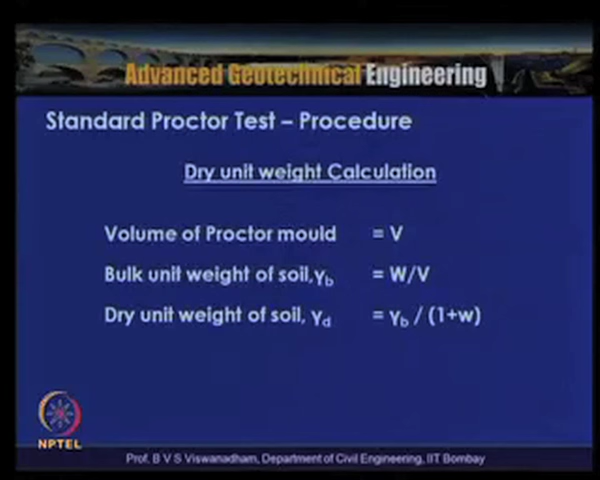 Advanced Geotechnical Engineering
Standard Proctor Test – Procedure
Dry unit weight Calculation
Volume of Proctor mould = V
Bulk unit weight of soil,γb = W/V
Dry unit weight of soil, γd = γb / (1+w)
NPTEL
Prof. B V S Viswanadham, Department of Civil Engineering, IIT Bombay